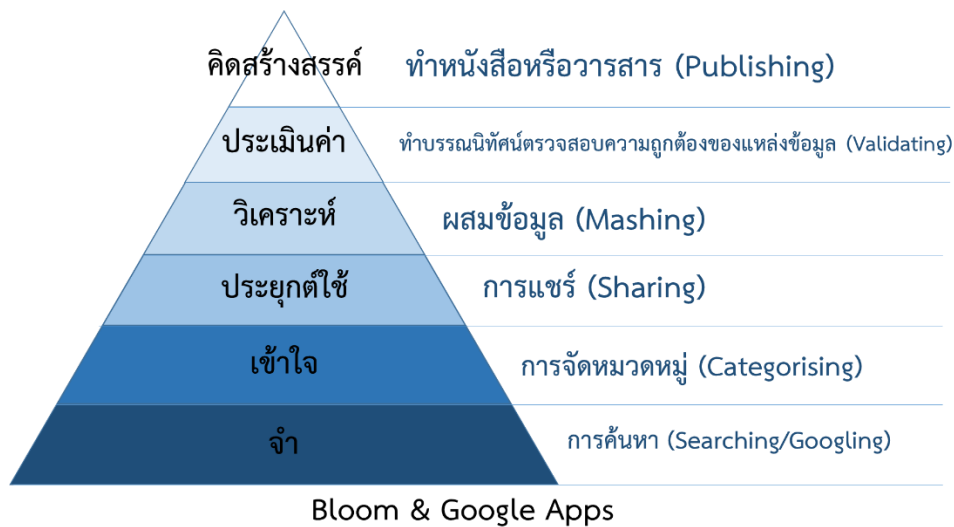 คิดสร้างสรรค์ ทำหนังสือหรือวารสาร (Publishing)
ประเมินค่า ทำบรรณนิทัศน์ตรวจสอบความถูกต้องของแหล่งข้อมูล (Validating)
วิเคราะห์ ผสมข้อมูล (Mashing)
ประยุกต์ใช้ การแชร์ (Sharing)
เข้าใจ การจัดหมวดหมู่ (Categorising)
จำ การค้นหา (Searching/Googling)
Bloom & Google Apps